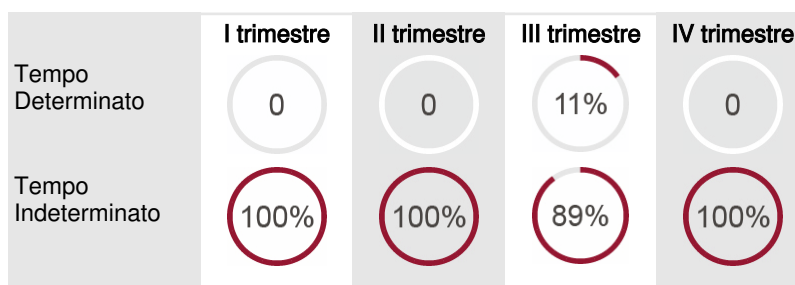 I trimestre II trimestre III trimestre IV trimestre
Tempo
Determinato
0 0 11% 0
Tempo
Indeterminato
100% 100% 89% 100%